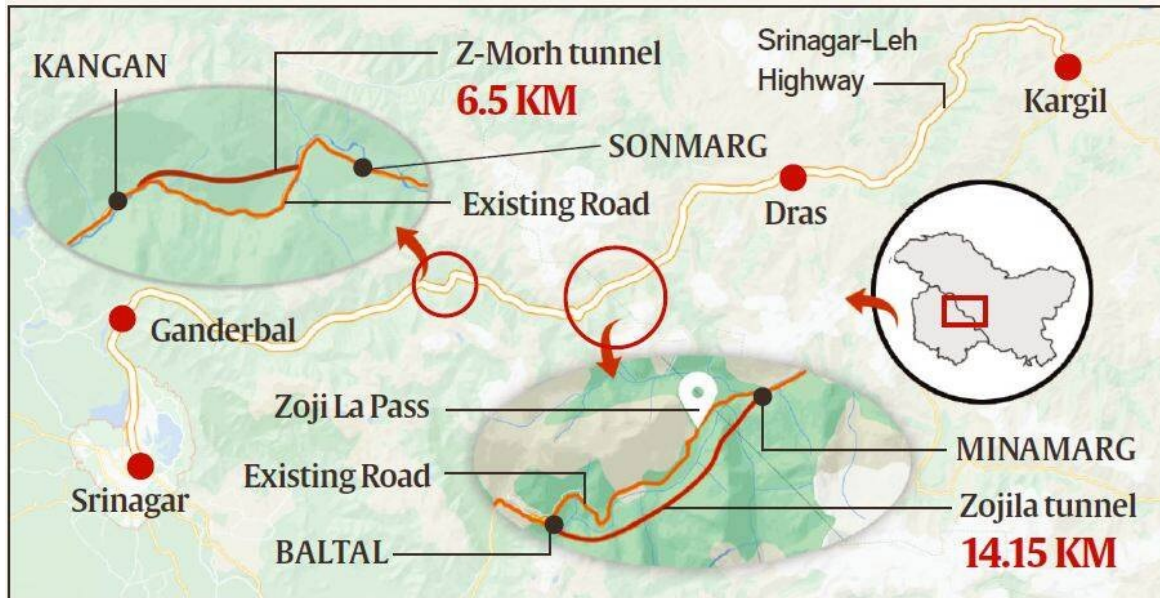 KANGAN
Z-Morh tunnel
6.5 KM
SONMARG
Existing Road
Srinagar-Leh
Highway
Kargil
Dras
Ganderbal
Srinagar
Zoji La Pass
Existing Road
BALTAL
MINAMARG
Zojila tunnel
14.15 KM